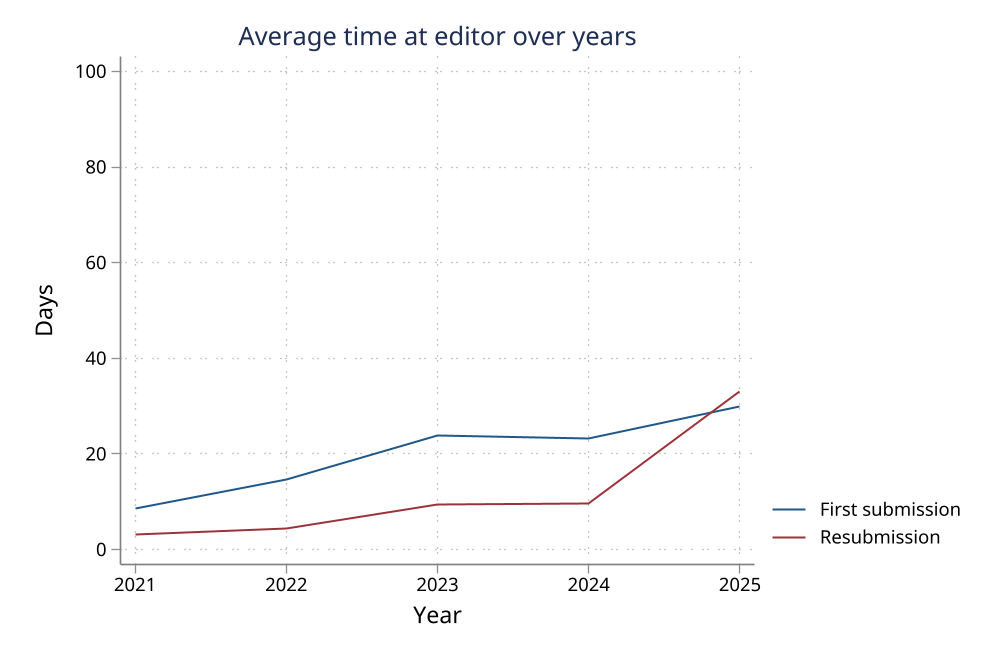 Average time at editor over years
100
80
60
40
20
0
Days
2021 2022 2023 2024 2025
Year
First submission
Resubmission